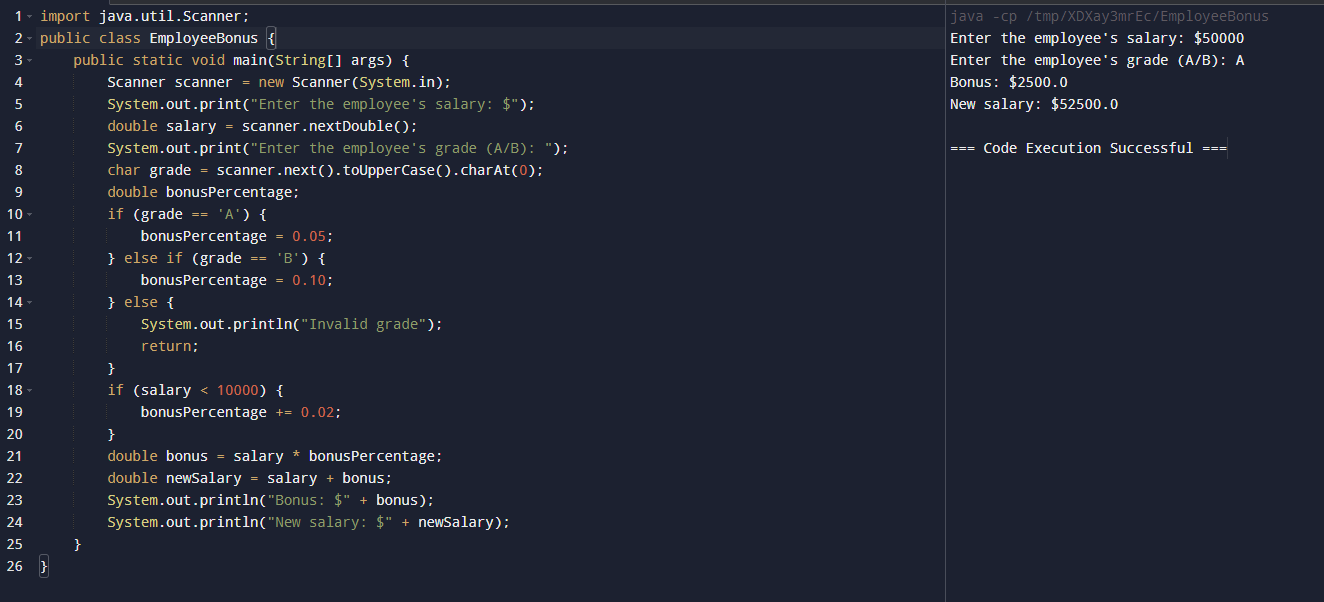 1 import java.util.Scanner;
2 public class EmployeeBonus {
3     public static void main(String[] args) {
4         Scanner scanner = new Scanner(System.in);
5         System.out.print("Enter the employee's salary: $");
6         double salary = scanner.nextDouble();
7         System.out.print("Enter the employee's grade (A/B): ");
8         char grade = scanner.next().toUpperCase().charAt(0);
9         double bonusPercentage;
10         if (grade == 'A') {
11             bonusPercentage = 0.05;
12         } else if (grade == 'B') {
13             bonusPercentage = 0.10;
14         } else {
15             System.out.println("Invalid grade");
16             return;
17         }
18         if (salary < 10000) {
19             bonusPercentage += 0.02;
20         }
21         double bonus = salary * bonusPercentage;
22         double newSalary = salary + bonus;
23         System.out.println("Bonus: $" + bonus);
24         System.out.println("New salary: $" + newSalary);
25     }
26 }
java -cp /tmp/XDXay3mrEc/EmployeeBonus
Enter the employee's salary: $50000
Enter the employee's grade (A/B): A
Bonus: $2500.0
New salary: $52500.0
=== Code Execution Successful ===